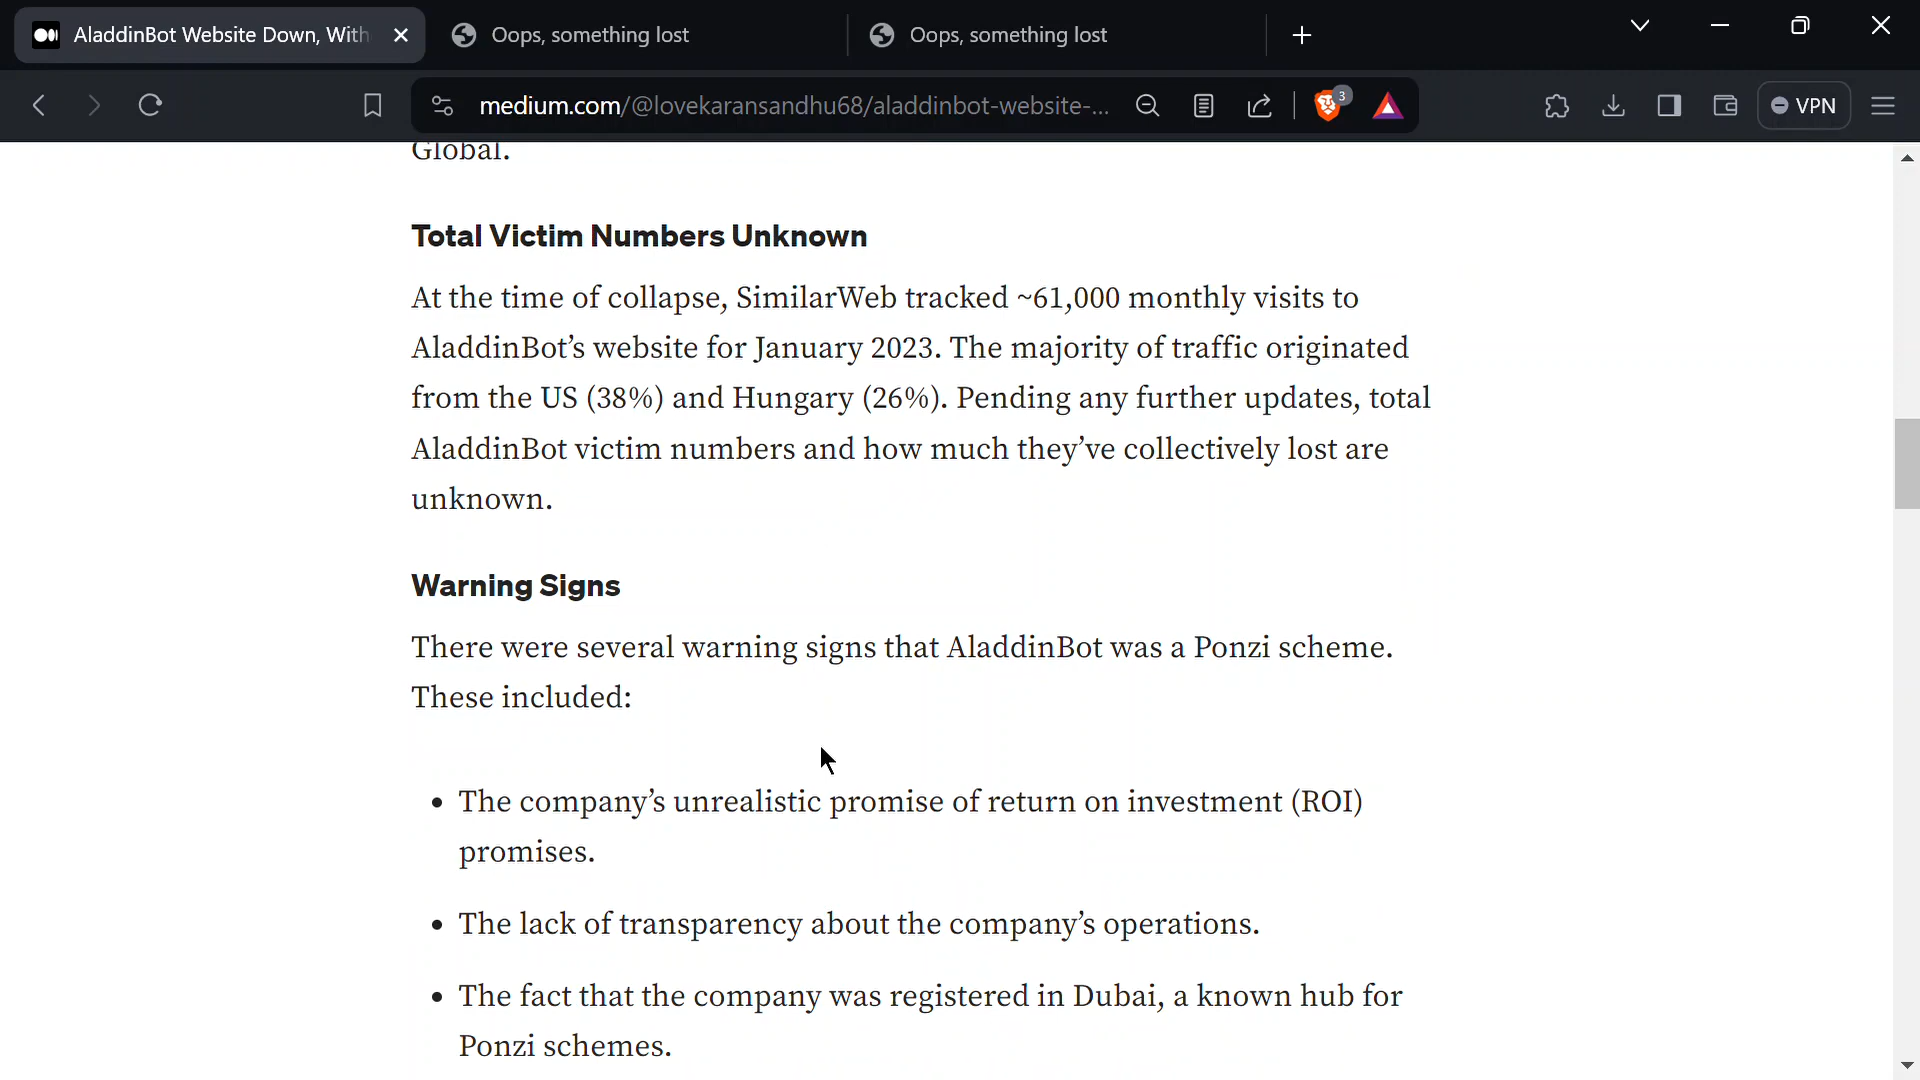 AladdinBot Website Down, With
Oops, something lost
Oops, something lost
medium.com/@lovekaransandhu68/aladdinbot-website-...
3
VPN
Global.
Total Victim Numbers Unknown
At the time of collapse, SimilarWeb tracked ~61,000 monthly visits to
AladdinBot’s website for January 2023. The majority of traffic originated
from the US (38%) and Hungary (26%). Pending any further updates, total
AladdinBot victim numbers and how much they’ve collectively lost are
unknown.
Warning Signs
There were several warning signs that AladdinBot was a Ponzi scheme.
These included:
• The company’s unrealistic promise of return on investment (ROI)
promises.
• The lack of transparency about the company’s operations.
• The fact that the company was registered in Dubai, a known hub for
Ponzi schemes.